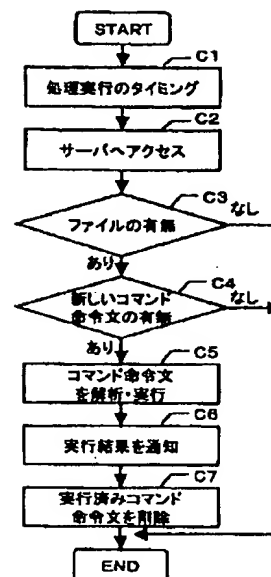 START
C1
処理実行のタイミング
C2
サーバへアクセス
C3
ファイルの有無
なし
あり
C4
新しいコマンド
命令文の有無
なし
あり
C5
コマンド命令文
を解析・実行
C6
実行結果を通知
C7
実行済みコマンド
命令文を削除
END